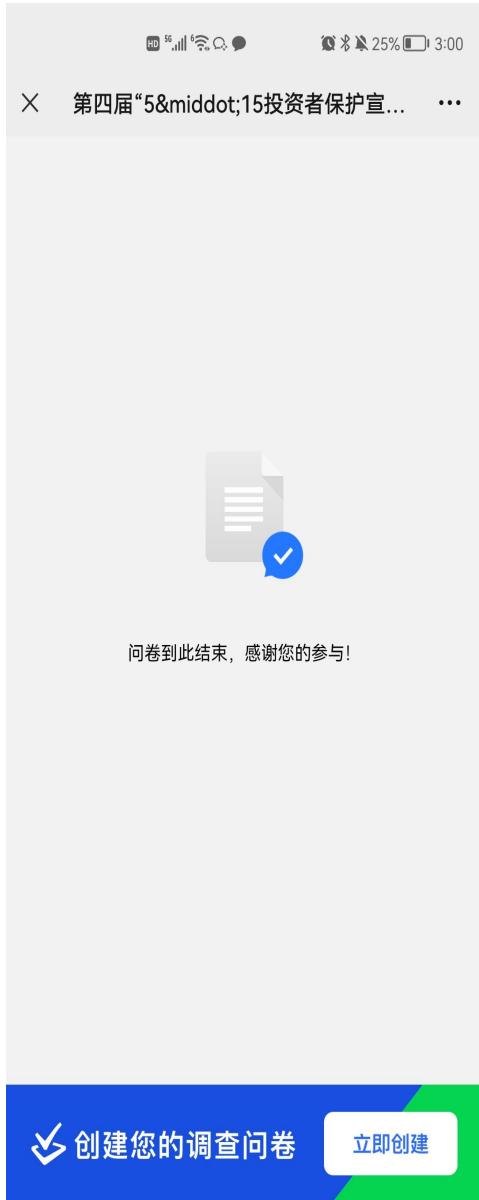 HD 5G 6 25% 3:00
第四届“5&middot;15投资者保护宣...
问卷到此结束，感谢您的参与！
创建您的调查问卷
立即创建